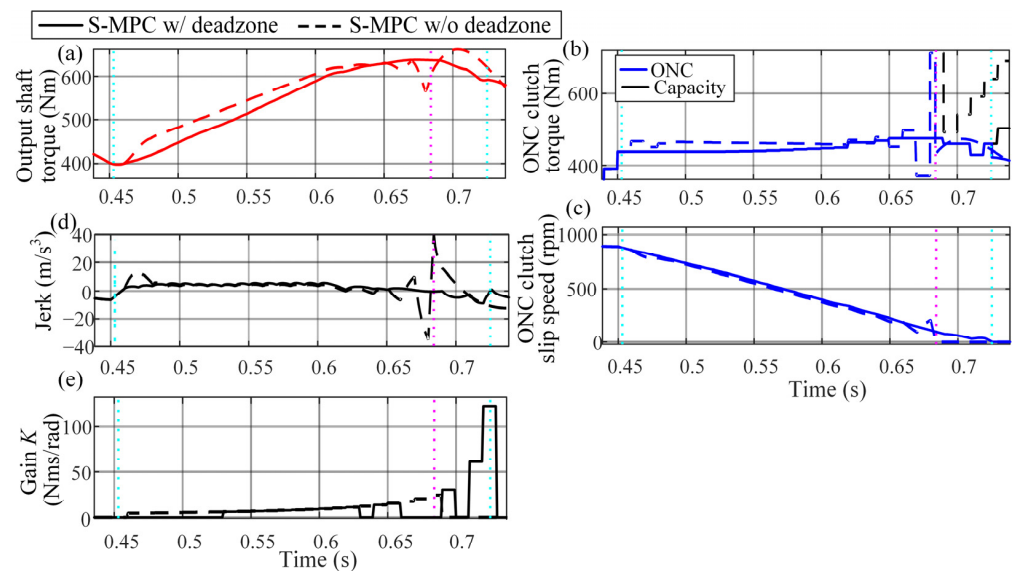 S-MPC w/ deadzone S-MPC w/o deadzone
(a)
Output shaft
torque (Nm)
600
500
400
0.45 0.5 0.55 0.6 0.65 0.7
(b)
ONC clutch
torque (Nm)
ONC
Capacity
600
500
400
0.45 0.5 0.55 0.6 0.65 0.7
(d)
Jerk (m/s³)
40
20
0
−20
−40
0.45 0.5 0.55 0.6 0.65 0.7
(c)
ONC clutch
slip speed (rpm)
1000
500
0
0.45 0.5 0.55 0.6 0.65 0.7
Time (s)
(e)
Gain K
(Nms/rad)
100
50
0
0.45 0.5 0.55 0.6 0.65 0.7
Time (s)